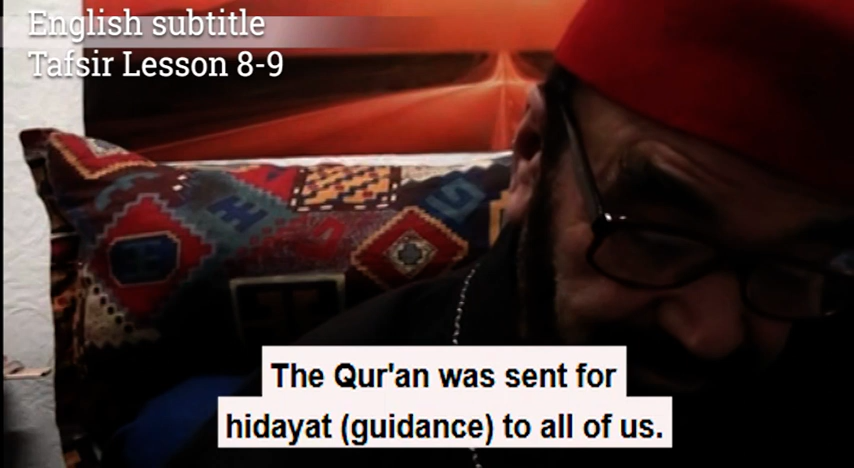 English subtitle
Tafsir Lesson 8-9
The Qur'an was sent for
hidayat (guidance) to all of us.